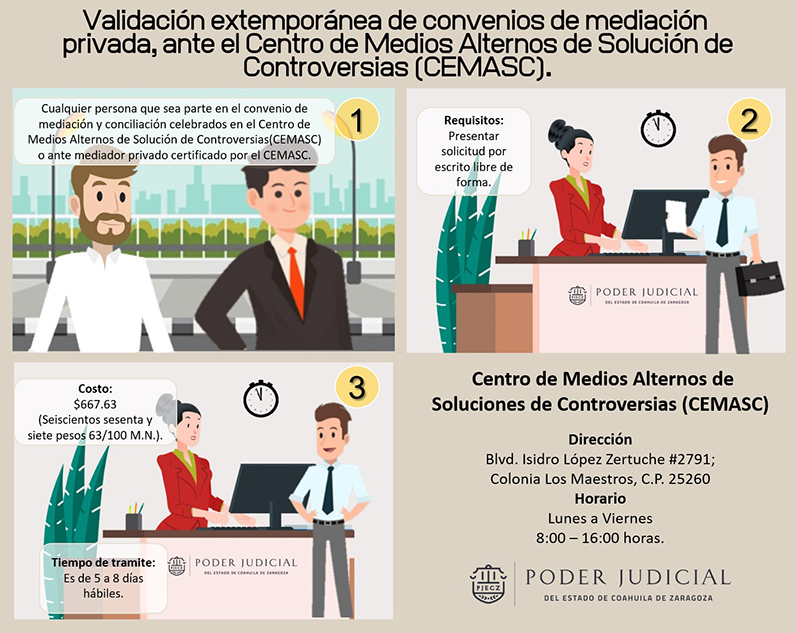 Validación extemporánea de convenios de mediación
privada, ante el Centro de Medios Alternos de Solución de
Controversias (CEMASC).
Cualquier persona que sea parte en el convenio de
mediación y conciliación celebrados en el Centro de
Medios Alternos de Solución de Controversias(CEMASC)
o ante mediador privado certificado por el CEMASC.
1
Requisitos:
Presentar
solicitud por
escrito libre de
forma.
2
PODER JUDICIAL
DEL ESTADO DE COAHUILA DE ZARAGOZA
Costo:
$667.63
(Seiscientos sesenta y
siete pesos 63/100 M.N.).
3
Tiempo de tramite:
Es de 5 a 8 días
hábiles.
PODER JUDICIAL
DEL ESTADO DE COAHUILA DE ZARAGOZA
Centro de Medios Alternos de
Soluciones de Controversias (CEMASC)
Dirección
Blvd. Isidro López Zertuche #2791;
Colonia Los Maestros, C.P. 25260
Horario
Lunes a Viernes
8:00 – 16:00 horas.
PJECZ
PODER JUDICIAL
DEL ESTADO DE COAHUILA DE ZARAGOZA